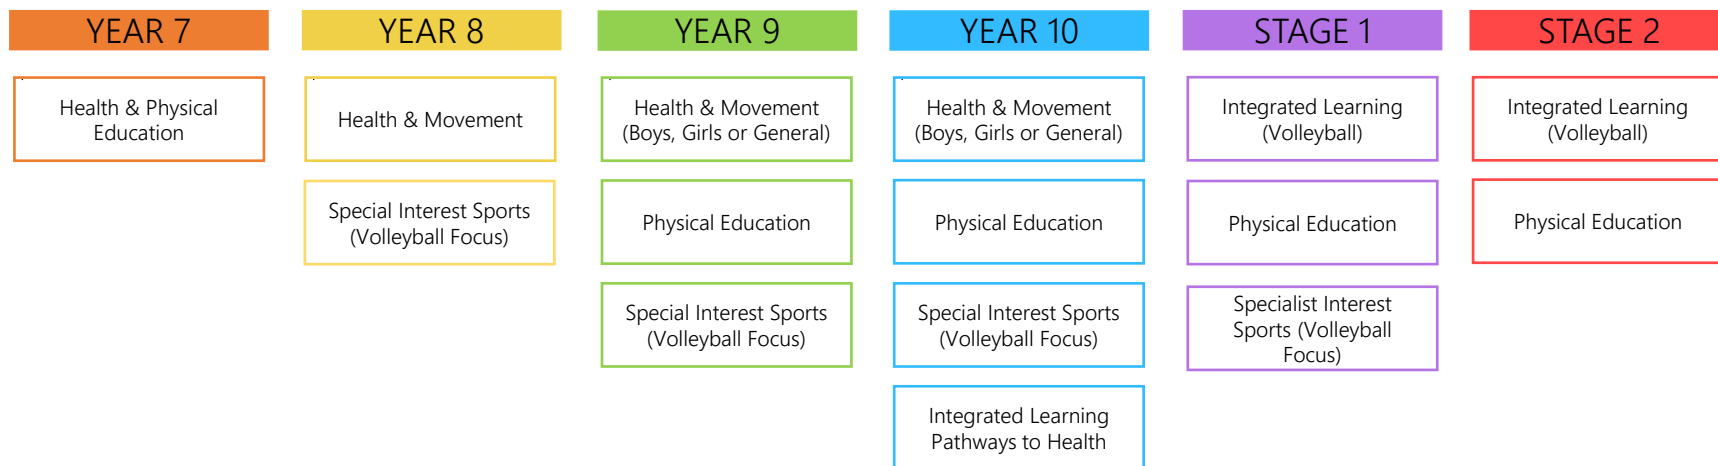 YEAR 7
Health & Physical
Education
YEAR 8
Health & Movement
Special Interest Sports
(Volleyball Focus)
YEAR 9
Health & Movement
(Boys, Girls or General)
Physical Education
Special Interest Sports
(Volleyball Focus)
YEAR 10
Health & Movement
(Boys, Girls or General)
Physical Education
Special Interest Sports
(Volleyball Focus)
Integrated Learning
Pathways to Health
STAGE 1
Integrated Learning
(Volleyball)
Physical Education
Specialist Interest
Sports (Volleyball
Focus)
STAGE 2
Integrated Learning
(Volleyball)
Physical Education